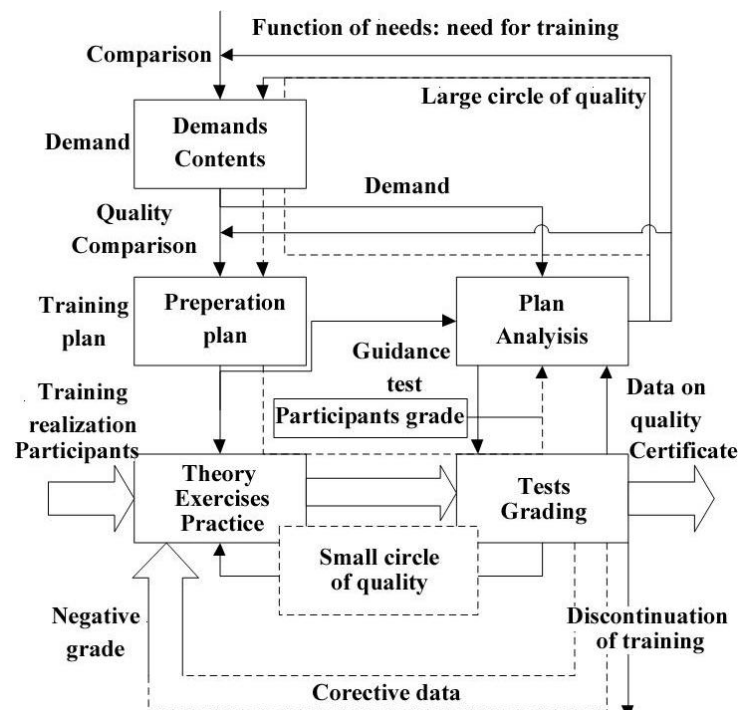 Function of needs: need for training
Comparison
Large circle of quality
Demand
Demands
Contents
Demand
Quality
Comparison
Training
plan
Preperation
plan
Plan
Analyisis
Guidance
test
Participants grade
Training
realization
Participants
Data on
quality
Certificate
Theory
Exercises
Practice
Tests
Grading
Small circle
of quality
Negative
grade
Discontinuation
of training
Corective data